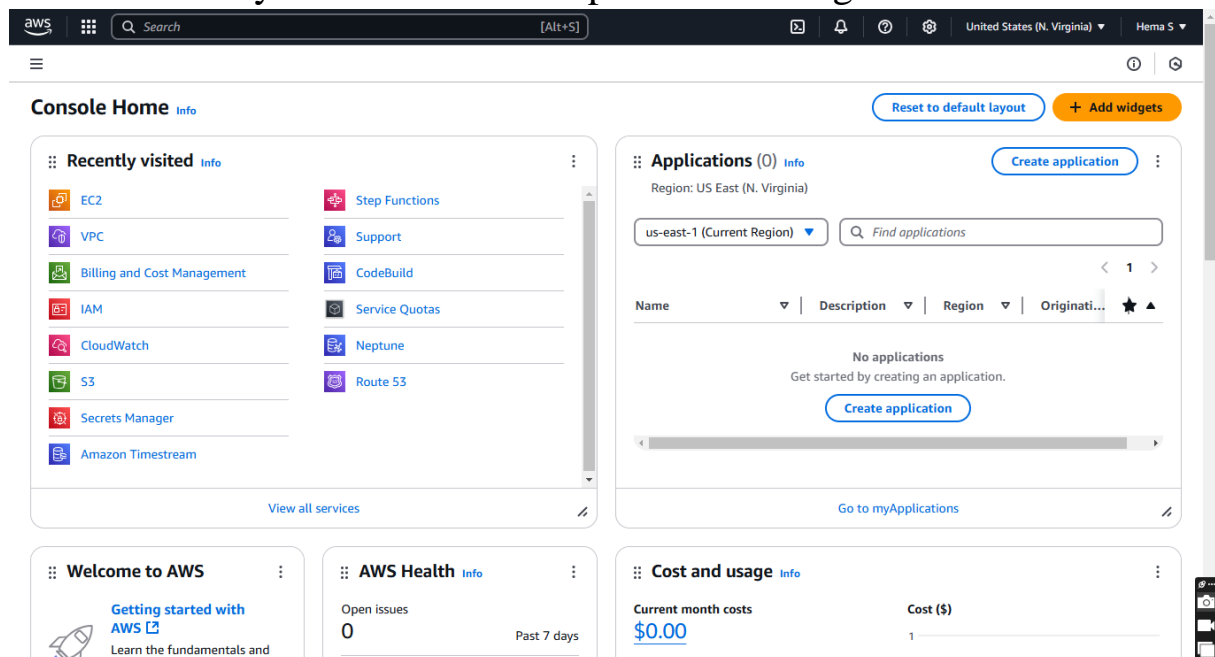 aws
Search [Alt+S]
United States (N. Virginia) ▼ Hema S ▼
Console Home Info
Reset to default layout
+ Add widgets
Recently visited Info
EC2
VPC
Billing and Cost Management
IAM
CloudWatch
S3
Secrets Manager
Amazon Timestream
Step Functions
Support
CodeBuild
Service Quotas
Neptune
Route 53
View all services
Applications (0) Info
Create application
Region: US East (N. Virginia)
us-east-1 (Current Region) ▼
Find applications
< 1 >
Name Description Region Originati...
No applications
Get started by creating an application.
Create application
Go to myApplications
Welcome to AWS
Getting started with
AWS
Learn the fundamentals and
AWS Health Info
Open issues
0 Past 7 days
Cost and usage Info
Current month costs
$0.00
Cost ($)
1